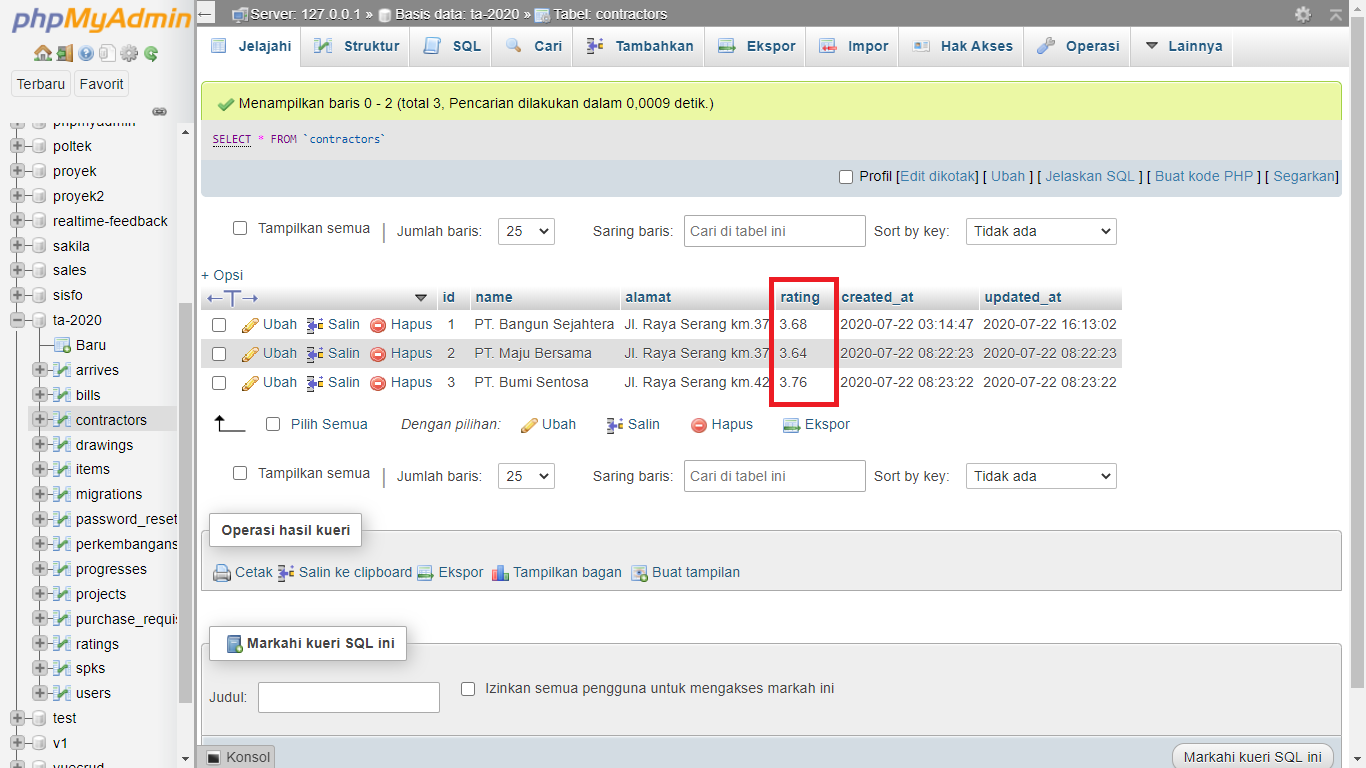 phpMyAdmin
Terbaru Favorit
phpmyadmin
poltek
proyek
proyek2
realtime-feedback
sakila
sales
sisfo
ta-2020
Baru
arrives
bills
contractors
drawings
items
migrations
password_reset
perkembangans
progresses
projects
purchase_requis
ratings
spks
users
test
v1
vuecrud
Server: 127.0.0.1 » Basis data: ta-2020 » Tabel: contractors
Jelajahi Struktur SQL Cari Tambahkan Ekspor Impor Hak Akses Operasi Lainnya
Menampilkan baris 0 - 2 (total 3, Pencarian dilakukan dalam 0,0009 detik.)
SELECT * FROM `contractors`
Profil [Edit dikotak] [ Ubah ] [ Jelaskan SQL ] [ Buat kode PHP ] [ Segarkan]
Tampilkan semua | Jumlah baris: 25 Saring baris: Cari di tabel ini Sort by key: Tidak ada
+ Opsi
←T→ id name alamat rating created_at updated_at
Ubah Salin Hapus 1 PT. Bangun Sejahtera Jl. Raya Serang km.37 3.68 2020-07-22 03:14:47 2020-07-22 16:13:02
Ubah Salin Hapus 2 PT. Maju Bersama Jl. Raya Serang km.37 3.64 2020-07-22 08:22:23 2020-07-22 08:22:23
Ubah Salin Hapus 3 PT. Bumi Sentosa Jl. Raya Serang km.42 3.76 2020-07-22 08:23:22 2020-07-22 08:23:22
Pilih Semua Dengan pilihan: Ubah Salin Hapus Ekspor
Tampilkan semua | Jumlah baris: 25 Saring baris: Cari di tabel ini Sort by key: Tidak ada
Operasi hasil kueri
Cetak Salin ke clipboard Ekspor Tampilkan bagan Buat tampilan
Markahi kueri SQL ini
Judul: Izinkan semua pengguna untuk mengakses markah ini
Konsol Markahi kueri SQL ini